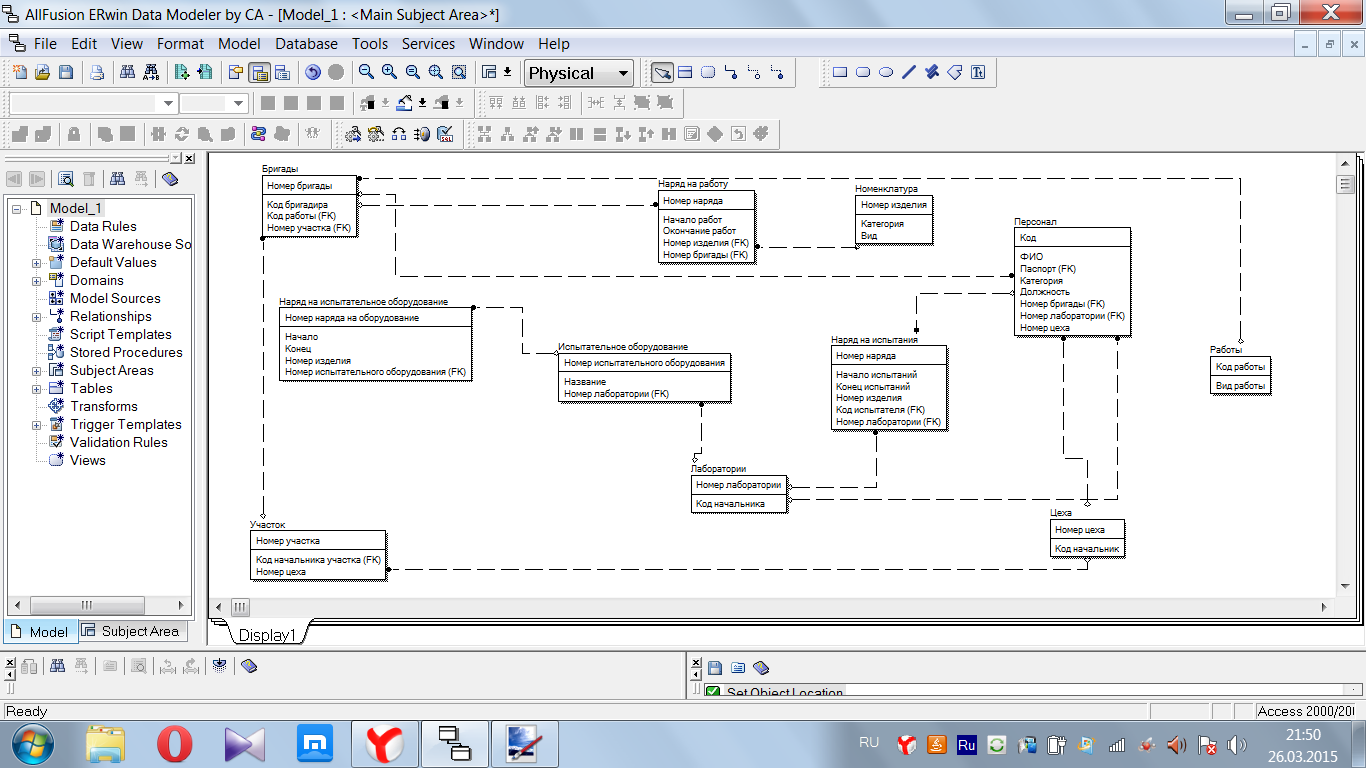 AllFusion ERwin Data Modeler by CA - [Model_1 : <Main Subject Area>*]
File Edit View Format Model Database Tools Services Window Help
Physical
Model_1
Data Rules
Data Warehouse So
Default Values
Domains
Model Sources
Relationships
Script Templates
Stored Procedures
Subject Areas
Tables
Transforms
Trigger Templates
Validation Rules
Views
Model Subject Area
Бригады
Номер бригады
Код бригадира
Код работы (FK)
Номер участка (FK)
Наряд на работу
Номер наряда
Начало работ
Окончание работ
Номер изделия (FK)
Номер бригады (FK)
Номенклатура
Номер изделия
Категория
Вид
Персонал
Код
ФИО
Паспорт (FK)
Категория
Должность
Номер бригады (FK)
Номер лаборатории (FK)
Номер цеха
Наряд на испытательное оборудование
Номер наряда на оборудование
Начало
Конец
Номер изделия
Номер испытательного оборудования (FK)
Испытательное оборудование
Номер испытательного оборудования
Название
Номер лаборатории (FK)
Наряд на испытания
Номер наряда
Начало испытаний
Конец испытаний
Номер изделия
Код испытателя (FK)
Номер лаборатории (FK)
Работы
Код работы
Вид работы
Лаборатории
Номер лаборатории
Код начальника
Цеха
Номер цеха
Код начальник
Участок
Номер участка
Код начальника участка (FK)
Номер цеха
Display1
Set Object Location
Ready
Access 2000/200
RU
Ru
21:50
26.03.2015